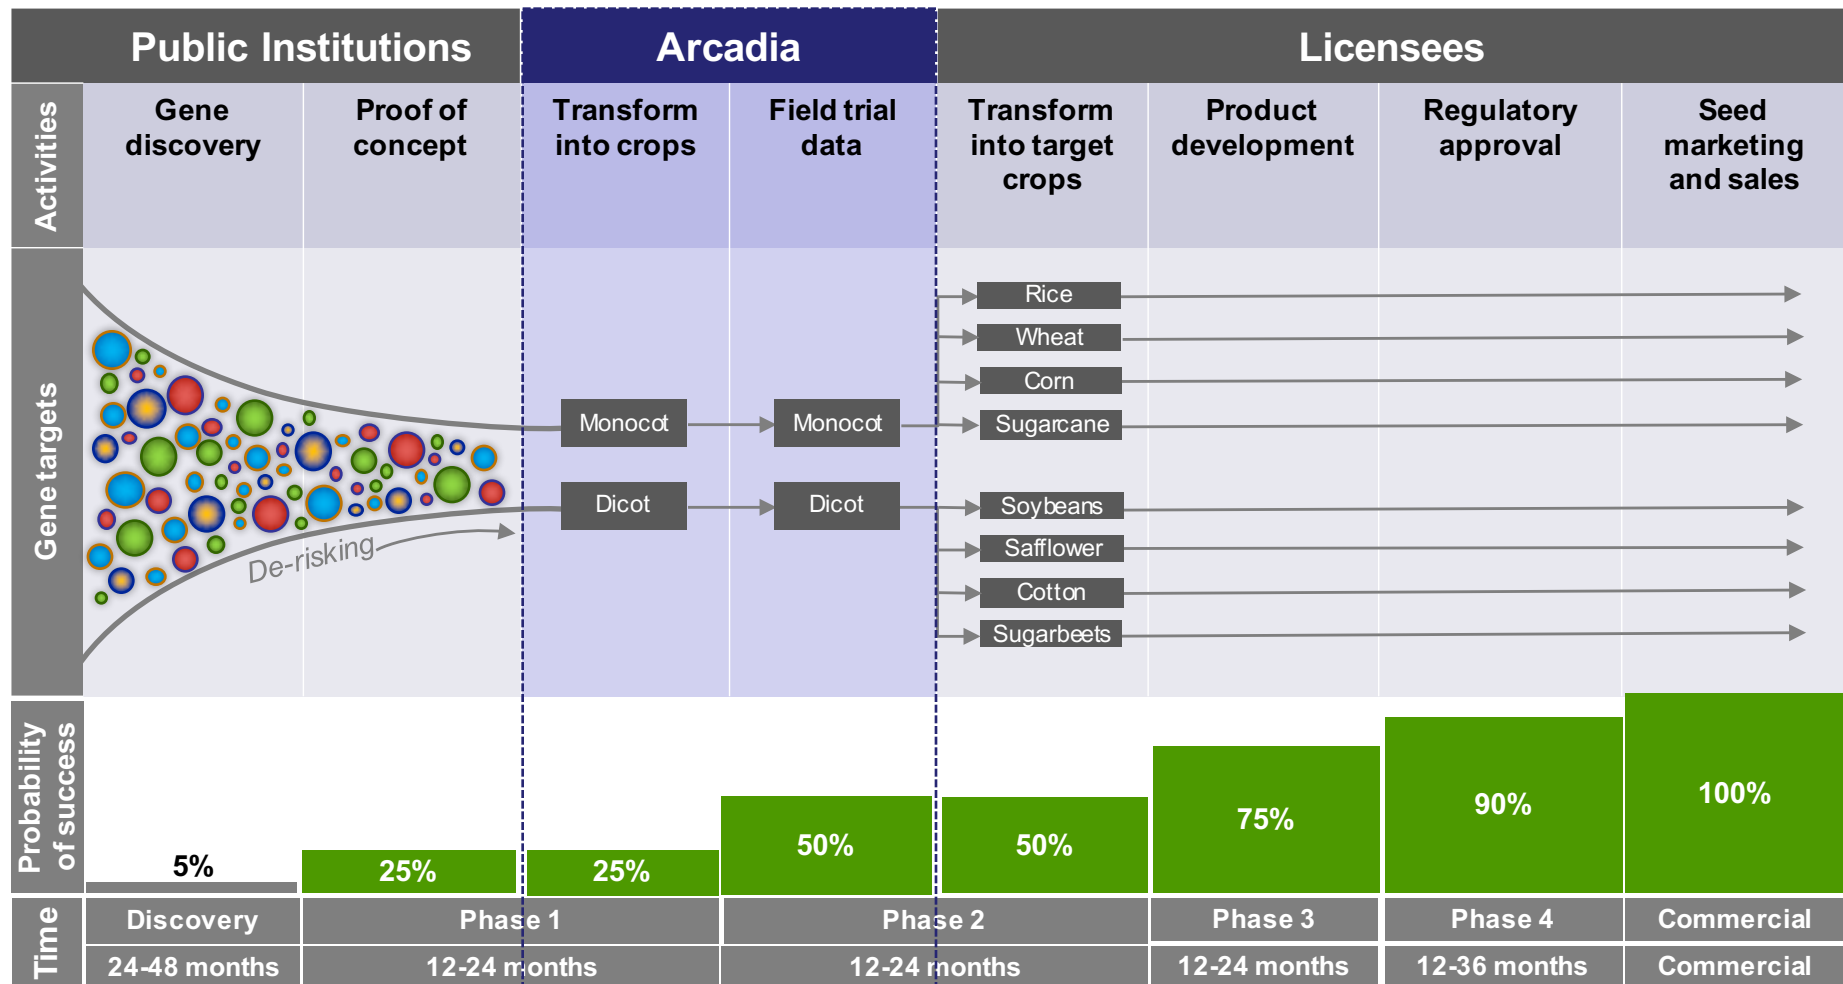 Public Institutions
Arcadia
Licensees
Activities
Gene
discovery
Proof of
concept
Transform
into crops
Field trial
data
Transform
into target
crops
Product
development
Regulatory
approval
Seed
marketing
and sales
Gene targets
De-risking
Monocot
Monocot
Dicot
Dicot
Rice
Wheat
Corn
Sugarcane
Soybeans
Safflower
Cotton
Sugarbeets
Probability
of success
5%
25%
25%
50%
50%
75%
90%
100%
Time
Discovery
Phase 1
Phase 2
Phase 3
Phase 4
Commercial
24-48 months
12-24 months
12-24 months
12-24 months
12-36 months
Commercial